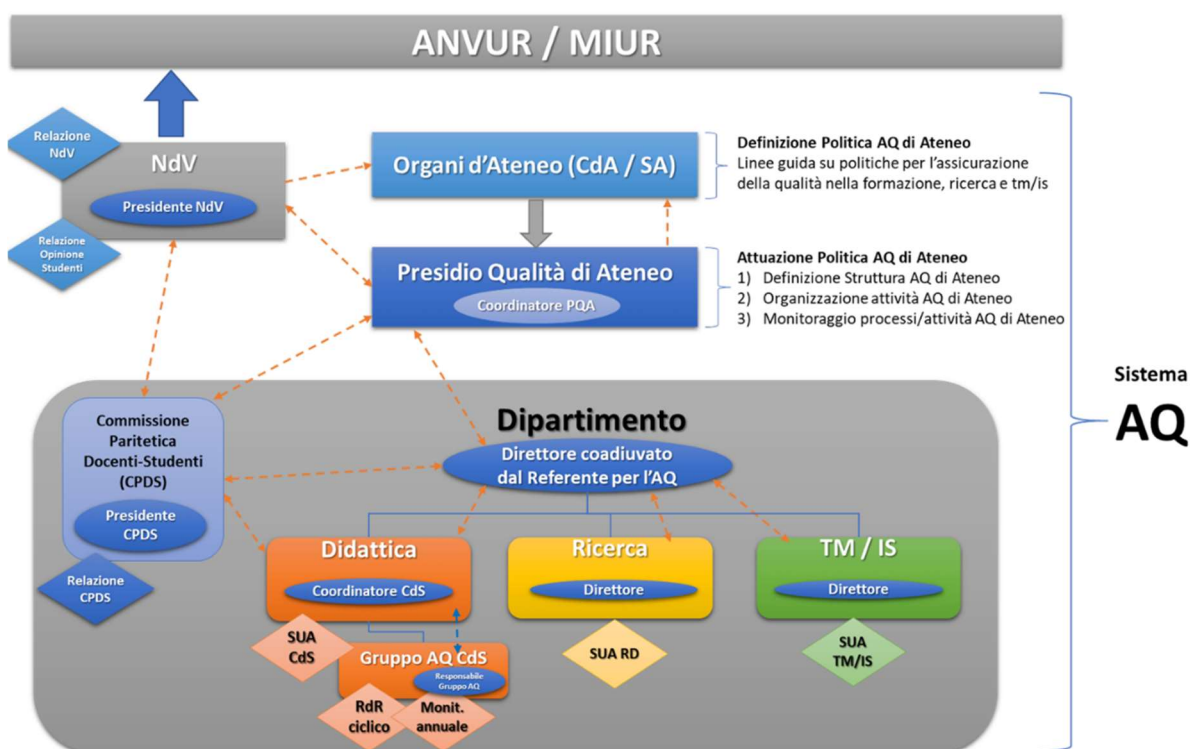 ANVUR / MIUR
Relazione
NdV
NdV
Presidente NdV
Relazione
Opinione
Studenti
Organi d'Ateneo (CdA / SA)
Definizione Politica AQ di Ateneo
Linee guida su politiche per l'assicurazione
della qualità nella formazione, ricerca e tm/is
Presidio Qualità di Ateneo
Coordinatore PQA
Attuazione Politica AQ di Ateneo
1) Definizione Struttura AQ di Ateneo
2) Organizzazione attività AQ di Ateneo
3) Monitoraggio processi/attività AQ di Ateneo
Sistema
AQ
Commissione
Paritetica
Docenti-Studenti
(CPDS)
Presidente
CPDS
Relazione
CPDS
Dipartimento
Direttore coadiuvato
dal Referente per l'AQ
Didattica
Coordinatore CdS
SUA
CdS
Gruppo AQ CdS
Responsabile
Gruppo AQ
RdR
ciclico
Monit.
annuale
Ricerca
Direttore
SUA RD
TM / IS
Direttore
SUA
TM/IS